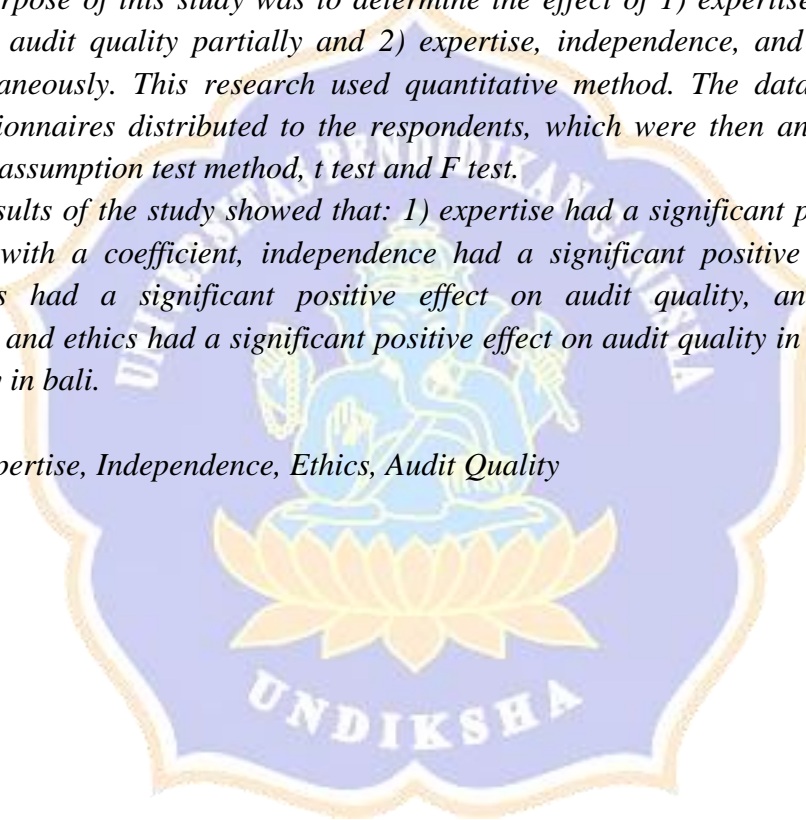 rpose of this study was to determine the effect of 1) expertise
audit quality partially and 2) expertise, independence, and
aneously. This research used quantitative method. The data
ionnaires distributed to the respondents, which were then an
assumption test method, t test and F test.
sults of the study showed that: 1) expertise had a significant p
with a coefficient, independence had a significant positive
s had a significant positive effect on audit quality, an
and ethics had a significant positive effect on audit quality in
in bali.
pertise, Independence, Ethics, Audit Quality
UNIVERSITAS PENDIDIKAN GANESHA
UNDIKSHA